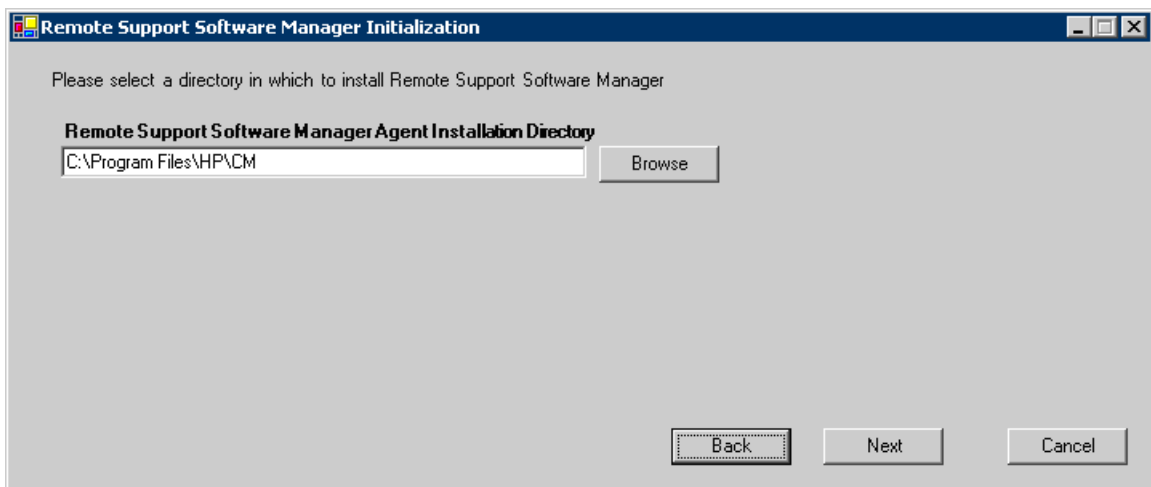 Remote Support Software Manager Initialization
Please select a directory in which to install Remote Support Software Manager
Remote Support Software Manager Agent Installation Directory
C:\Program Files\HP\CM
Browse
Back
Next
Cancel